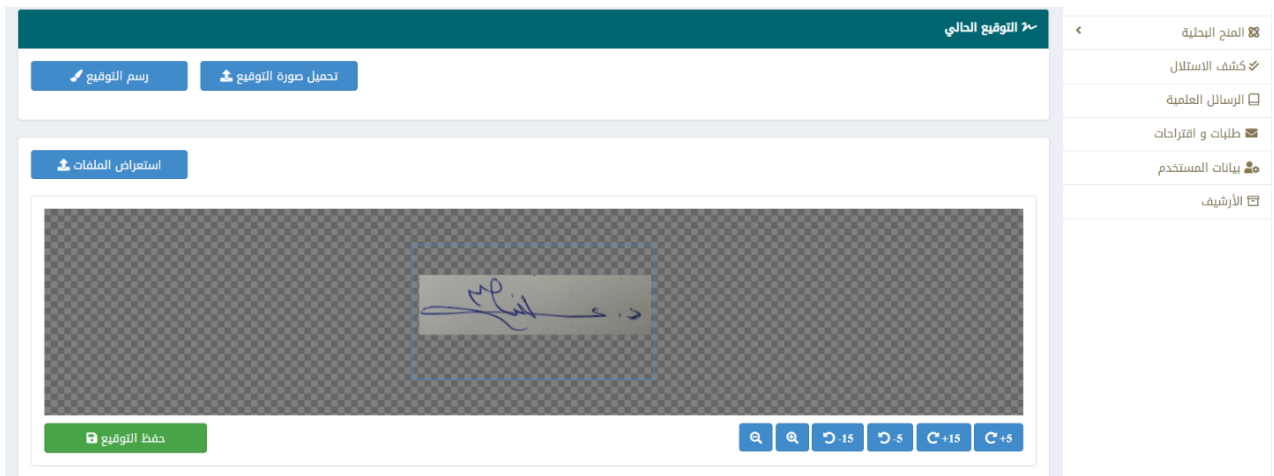 المنح البحثية
كشف الاستلال
الرسائل العلمية
طلبات و اقتراحات
بيانات المستخدم
الأرشيف
التوقيع الحالي
تحميل صورة التوقيع
رسم التوقيع
استعراض الملفات
د.
+5
+15
-5
-15
حفظ التوقيع